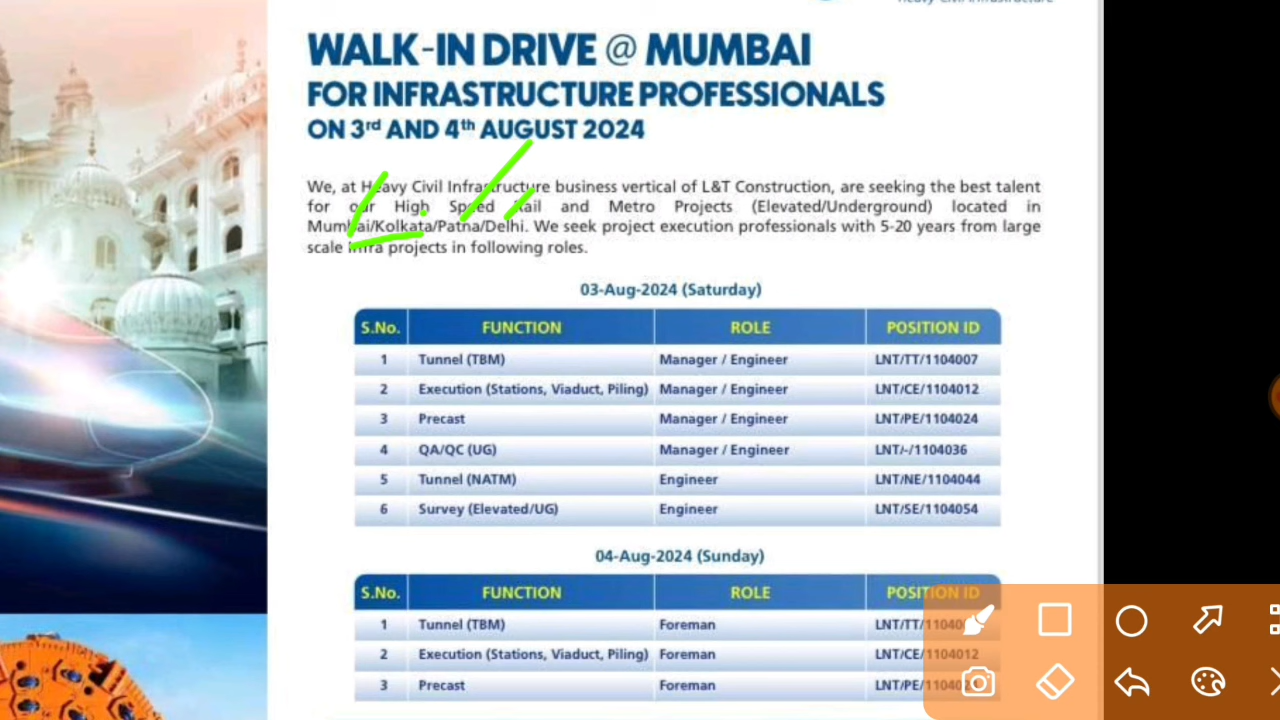 WALK-IN DRIVE @ MUMBAI
FOR INFRASTRUCTURE PROFESSIONALS
ON 3rd AND 4th AUGUST 2024
We, at Heavy Civil Infrastructure business vertical of L&T Construction, are seeking the best talent
for our High Speed Rail and Metro Projects (Elevated/Underground) located in
Mumbai/Kolkata/Patna/Delhi. We seek project execution professionals with 5-20 years from large
scale infra projects in following roles.
03-Aug-2024 (Saturday)
S.No. FUNCTION ROLE POSITION ID
1 Tunnel (TBM) Manager / Engineer LNT/TT/1104007
2 Execution (Stations, Viaduct, Piling) Manager / Engineer LNT/CE/1104012
3 Precast Manager / Engineer LNT/PE/1104024
4 QA/QC (UG) Manager / Engineer LNT/-/1104036
5 Tunnel (NATM) Engineer LNT/NE/1104044
6 Survey (Elevated/UG) Engineer LNT/SE/1104054
04-Aug-2024 (Sunday)
S.No. FUNCTION ROLE POSITION ID
1 Tunnel (TBM) Foreman
2 Execution (Stations, Viaduct, Piling) Foreman LNT/CE/1104012
3 Precast Foreman